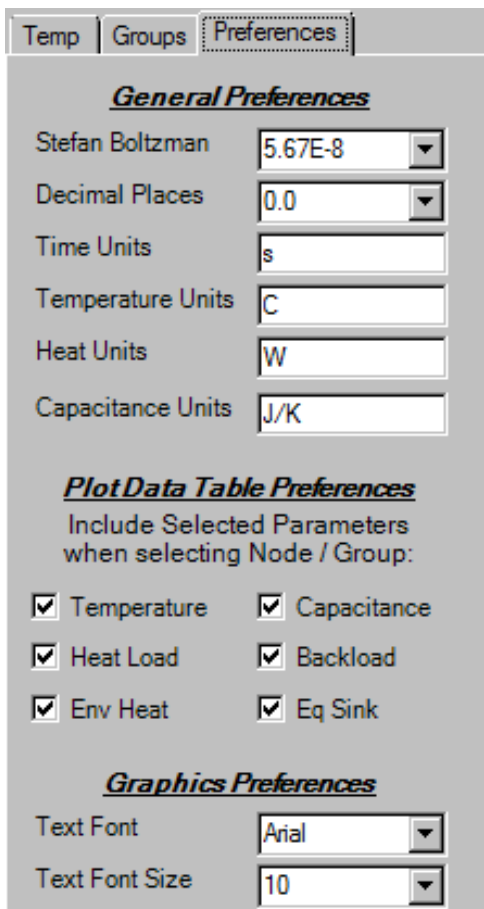 Temp Groups Preferences
General Preferences
Stefan Boltzman 5.67E-8
Decimal Places 0.0
Time Units s
Temperature Units C
Heat Units W
Capacitance Units J/K
Plot Data Table Preferences
Include Selected Parameters
when selecting Node / Group:
Temperature Capacitance
Heat Load Backload
Env Heat Eq Sink
Graphics Preferences
Text Font Arial
Text Font Size 10